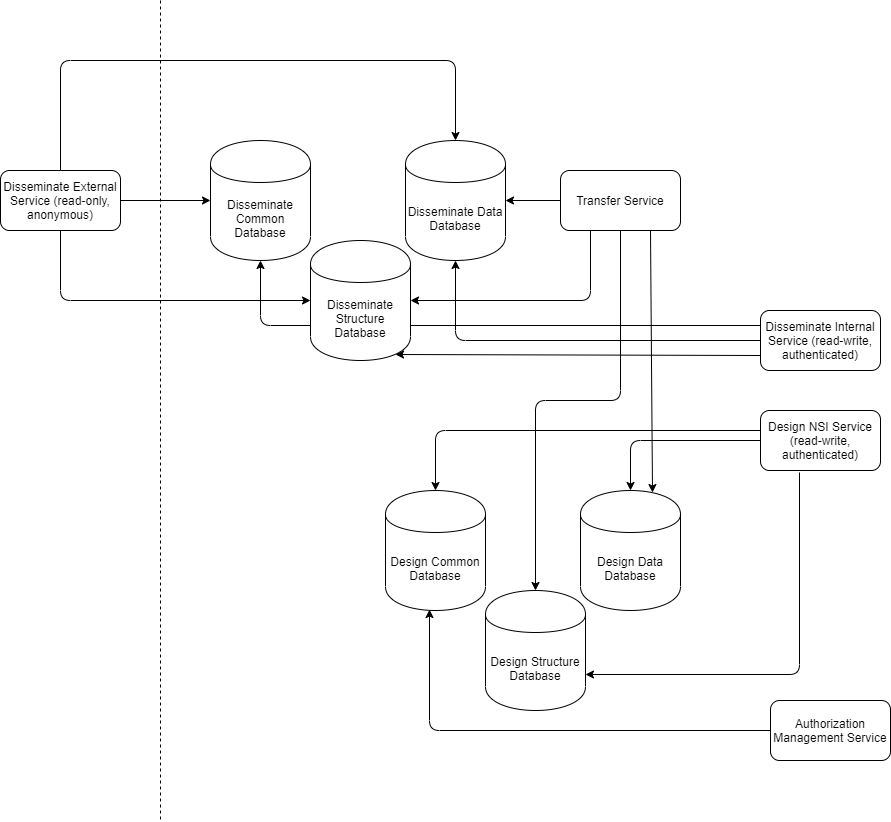 Disseminate External
Service (read-only,
anonymous)
Disseminate
Common
Database
Disseminate Data
Database
Transfer Service
Disseminate
Structure
Database
Disseminate Internal
Service (read-write,
authenticated)
Design NSI Service
(read-write,
authenticated)
Design Common
Database
Design Data
Database
Design Structure
Database
Authorization
Management Service